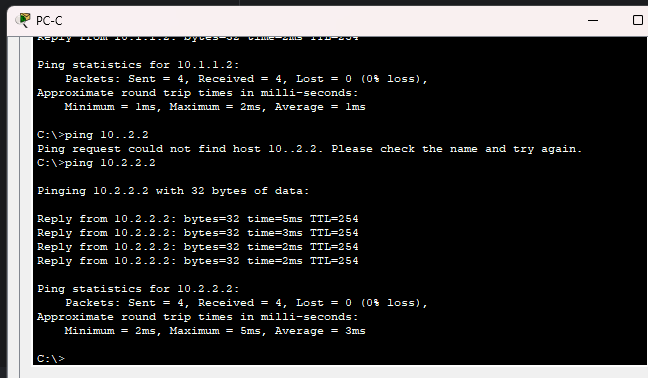 PC-C
Reply from 10.1.1.2: bytes=32 time=2ms TTL=254
Ping statistics for 10.1.1.2:
Packets: Sent = 4, Received = 4, Lost = 0 (0% loss),
Approximate round trip times in milli-seconds:
Minimum = 1ms, Maximum = 2ms, Average = 1ms
C:\>ping 10..2.2
Ping request could not find host 10..2.2. Please check the name and try again.
C:\>ping 10.2.2.2
Pinging 10.2.2.2 with 32 bytes of data:
Reply from 10.2.2.2: bytes=32 time=5ms TTL=254
Reply from 10.2.2.2: bytes=32 time=3ms TTL=254
Reply from 10.2.2.2: bytes=32 time=2ms TTL=254
Reply from 10.2.2.2: bytes=32 time=2ms TTL=254
Ping statistics for 10.2.2.2:
Packets: Sent = 4, Received = 4, Lost = 0 (0% loss),
Approximate round trip times in milli-seconds:
Minimum = 2ms, Maximum = 5ms, Average = 3ms
C:\>